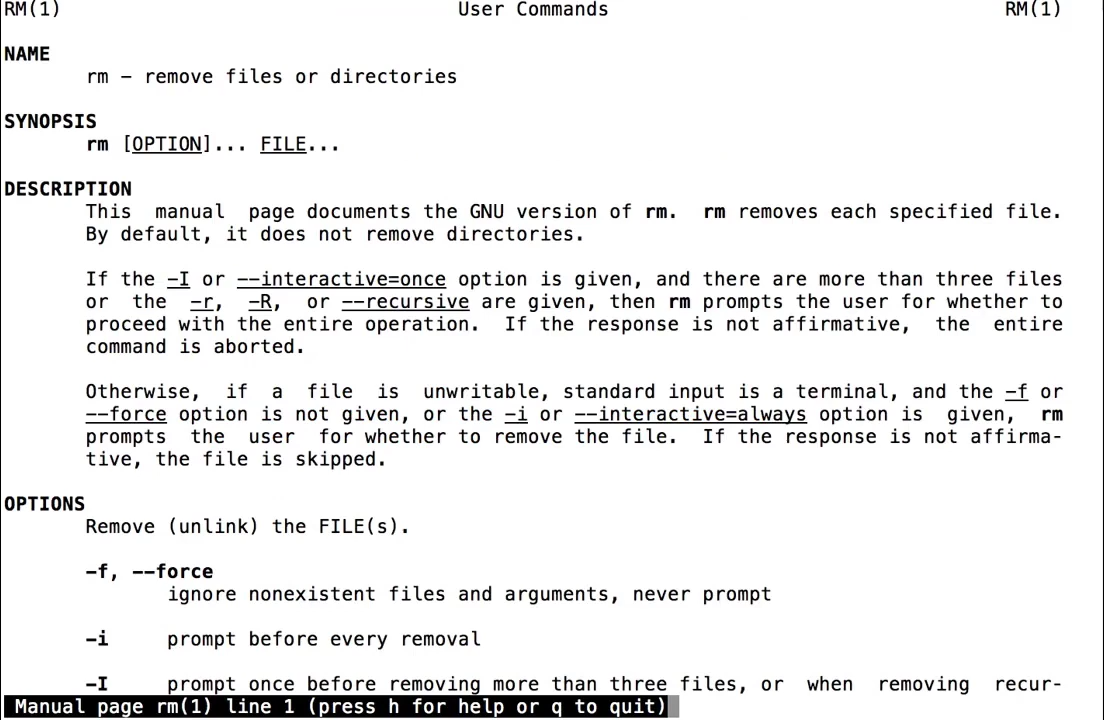 RM(1) User Commands RM(1)
NAME
rm – remove files or directories
SYNOPSIS
rm [OPTION]... FILE...
DESCRIPTION
This manual page documents the GNU version of rm. rm removes each specified file.
By default, it does not remove directories.
If the –I or ––interactive=once option is given, and there are more than three files
or the –r, –R, or ––recursive are given, then rm prompts the user for whether to
proceed with the entire operation. If the response is not affirmative, the entire
command is aborted.
Otherwise, if a file is unwritable, standard input is a terminal, and the –f or
––force option is not given, or the –i or ––interactive=always option is given, rm
prompts the user for whether to remove the file. If the response is not affirma–
tive, the file is skipped.
OPTIONS
Remove (unlink) the FILE(s).
–f, ––force
ignore nonexistent files and arguments, never prompt
–i prompt before every removal
–I prompt once before removing more than three files, or when removing recur–
Manual page rm(1) line 1 (press h for help or q to quit)